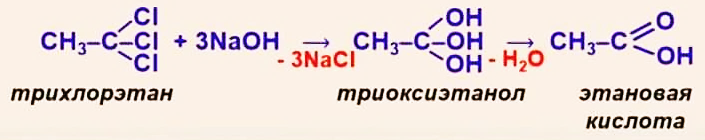 Cl OH
CH₃–C–Cl + 3NaOH → CH₃–C–OH → CH₃–C O
Cl - 3NaCl OH - H₂O OH
трихлорэтан триоксиэтанол этановая
кислота